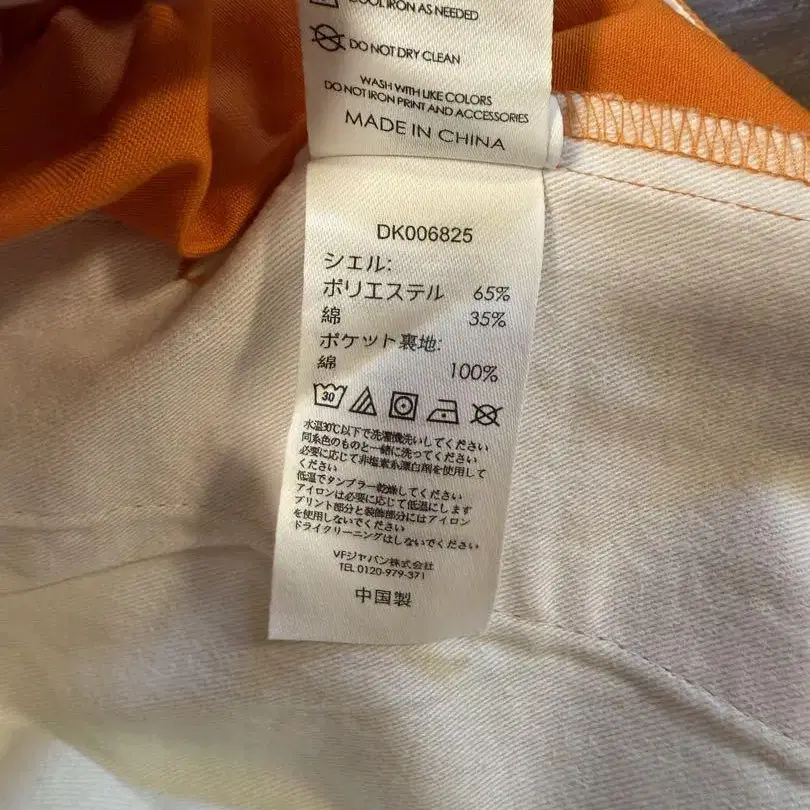 COOL IRON AS NEEDED
DO NOT DRY CLEAN
WASH WITH LIKE COLORS
DO NOT IRON PRINT AND ACCESSORIES
MADE IN CHINA
DK006825
シェル:
ポリエステル 65%
綿 35%
ポケット裏地:
綿 100%
30
水温30℃以下で洗濯機洗いしてください
同系色のものと一緒に洗ってください
必要に応じて非塩素系漂白剤を使用して
ください
低温でタンブラー乾燥してください
アイロンは必要に応じて低温にします
プリント部分と装飾部分にはアイロン
を使用しないでください
ドライクリーニングはしないでください
VFジャパン株式会社
TEL 0120-979-371
中国製